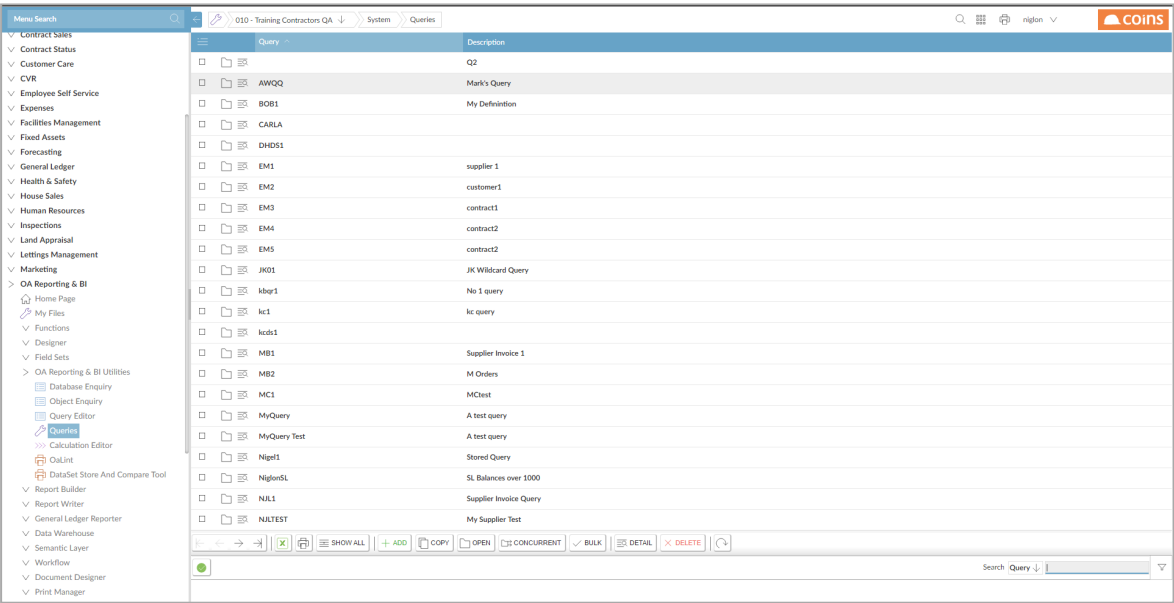 Menu Search
010 - Training Contractors QA
System
Queries
niglon
coins
Contract Sales
Contract Status
Customer Care
CVR
Employee Self Service
Expenses
Facilities Management
Fixed Assets
Forecasting
General Ledger
Health & Safety
House Sales
Human Resources
Inspections
Land Appraisal
Lettings Management
Marketing
OA Reporting & BI
Home Page
My Files
Functions
Designer
Field Sets
OA Reporting & BI Utilities
Database Enquiry
Object Enquiry
Query Editor
Queries
Calculation Editor
OaLint
DataSet Store And Compare Tool
Report Builder
Report Writer
General Ledger Reporter
Data Warehouse
Semantic Layer
Workflow
Document Designer
Print Manager
Query Description
Q2
AWQQ Mark's Query
BOB1 My Definintion
CARLA
DHDS1
EM1 supplier 1
EM2 customer1
EM3 contract1
EM4 contract2
EM5 contract2
JK01 JK Wildcard Query
kbqr1 No 1 query
kc1 kc query
kcds1
MB1 Supplier Invoice 1
MB2 M Orders
MC1 MCtest
MyQuery A test query
MyQuery Test A test query
Nigel1 Stored Query
NiglonSL SL Balances over 1000
NJL1 Supplier Invoice Query
NJLTEST My Supplier Test
SHOW ALL ADD COPY OPEN CONCURRENT BULK DETAIL DELETE
Search Query